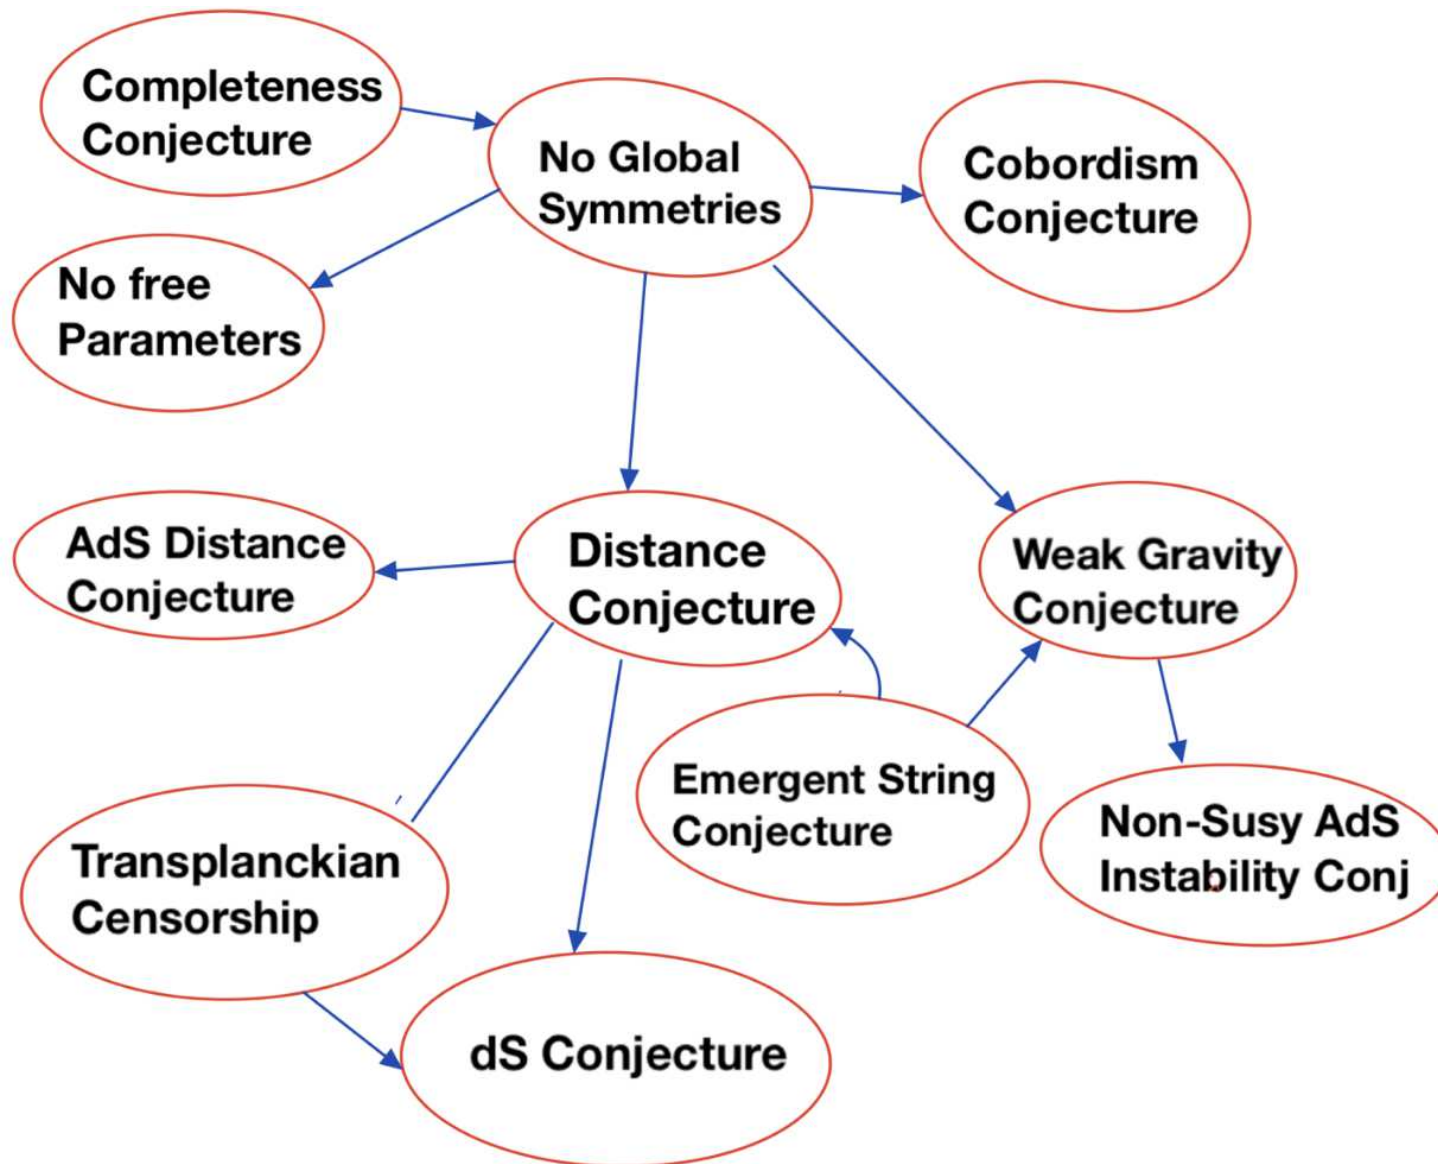 Completeness
Conjecture
No Global
Symmetries
Cobordism
Conjecture
No free
Parameters
AdS Distance
Conjecture
Distance
Conjecture
Weak Gravity
Conjecture
Emergent String
Conjecture
Non-Susy AdS
Instability Conj
Transplanckian
Censorship
dS Conjecture